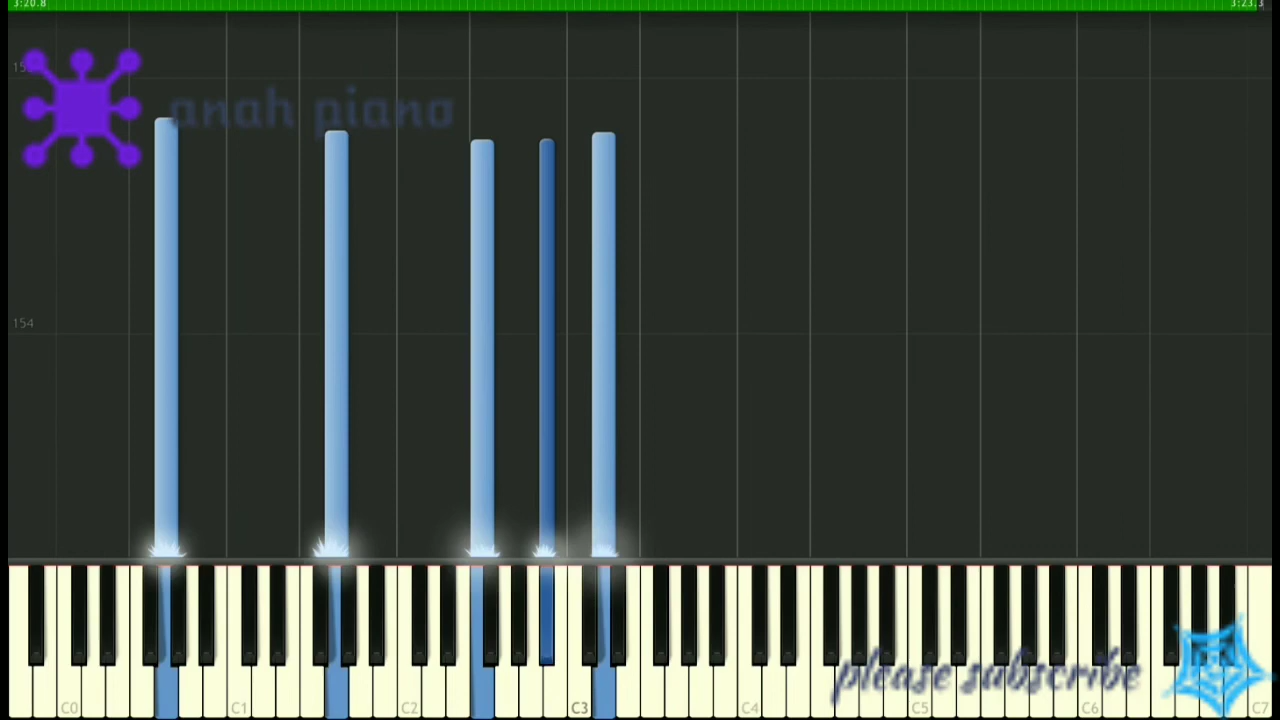 3:20.8 3:23.3
anah piano
154
please subscribe
C0 C1 C2 C3 C4 C5 C6 C7